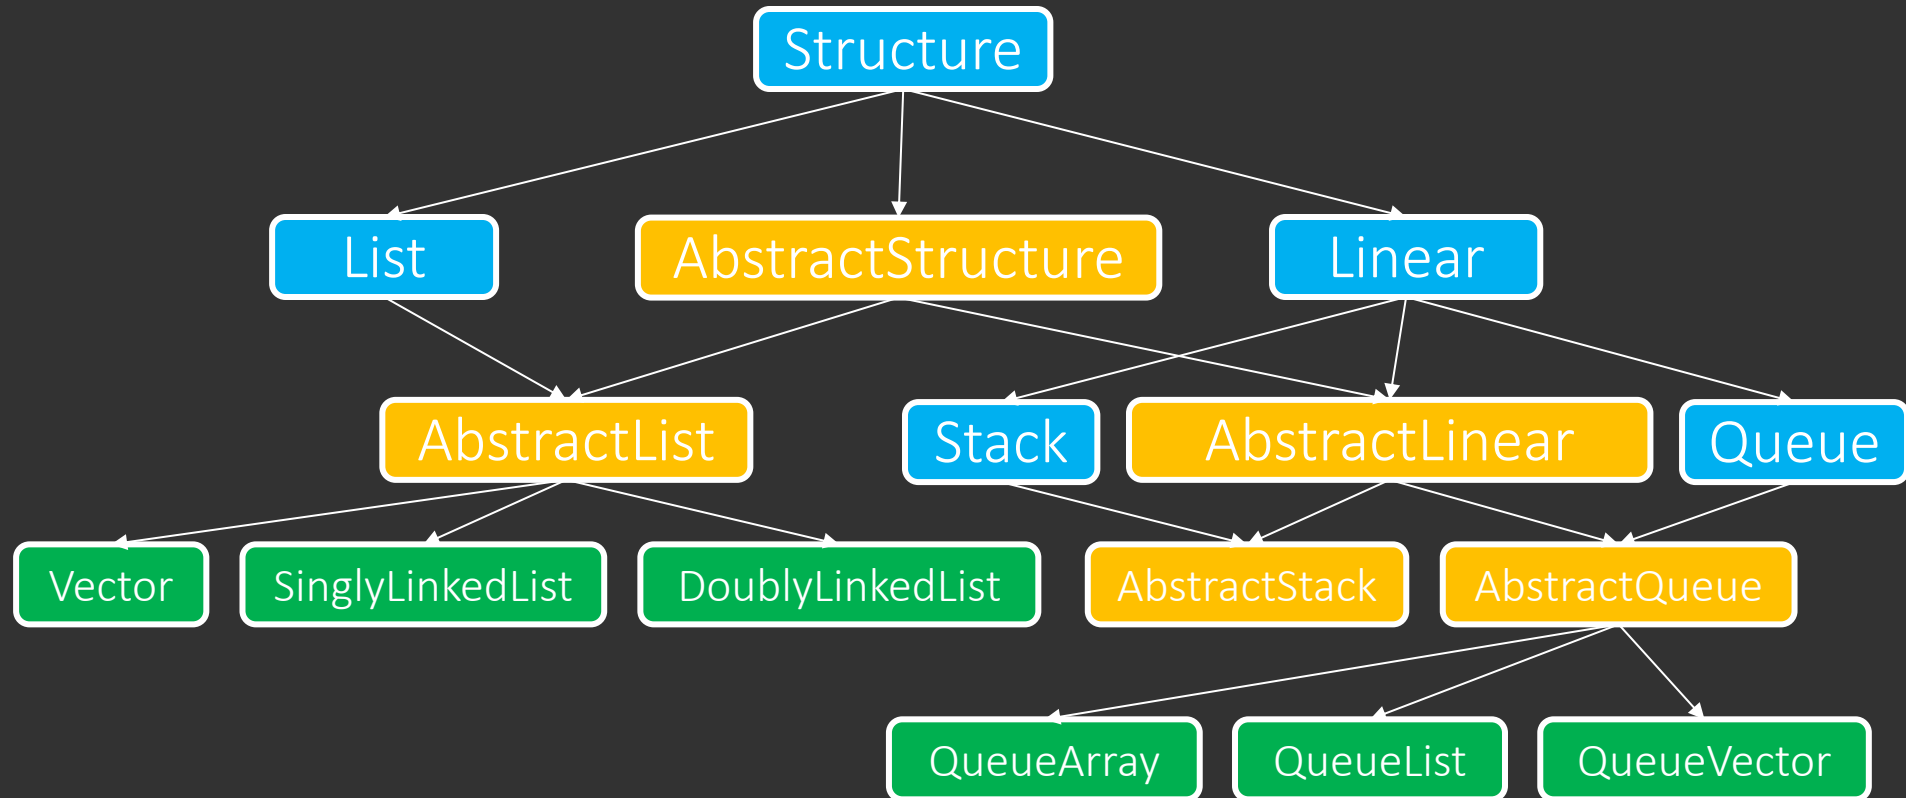 Structure
List
AbstractStructure
Linear
AbstractList
Stack
AbstractLinear
Queue
Vector
SinglyLinkedList
DoublyLinkedList
AbstractStack
AbstractQueue
QueueArray
QueueList
QueueVector